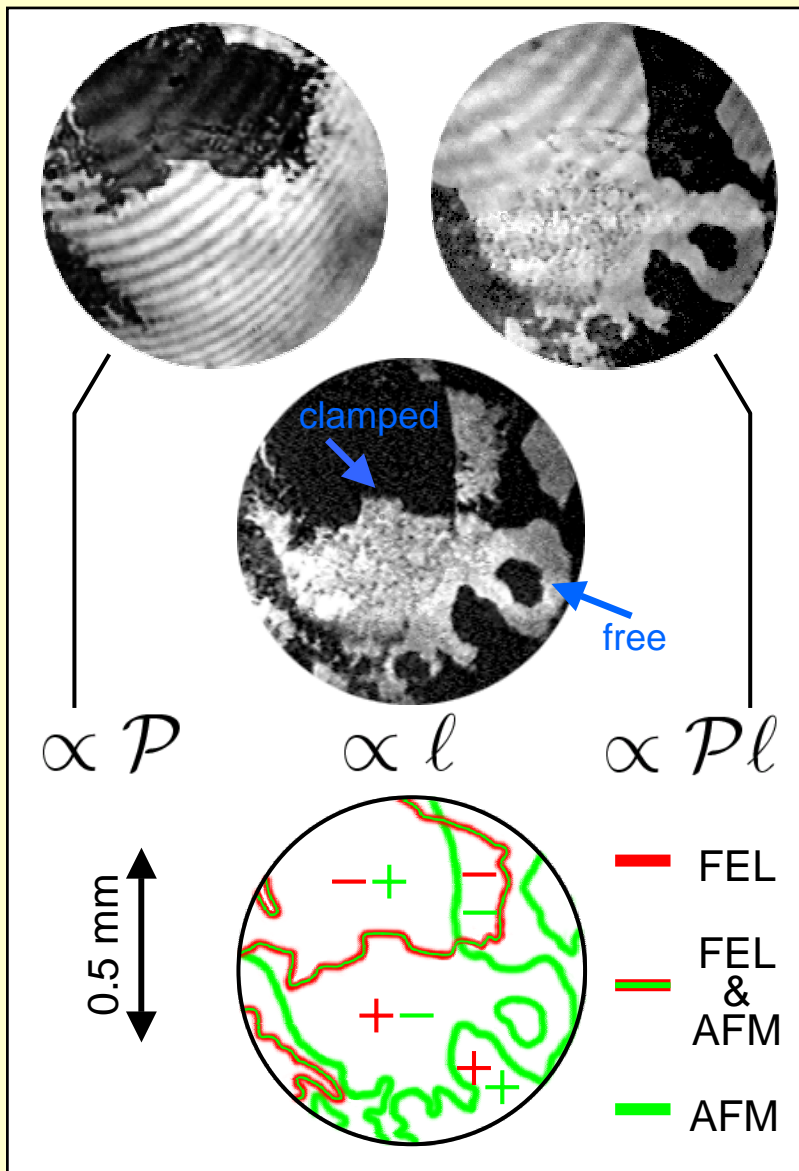 clamped
free
∝ 𝒫
∝ ℓ
∝ 𝒫ℓ
0.5 mm
− +
−
−
+ −
+
+
FEL
FEL
&
AFM
AFM